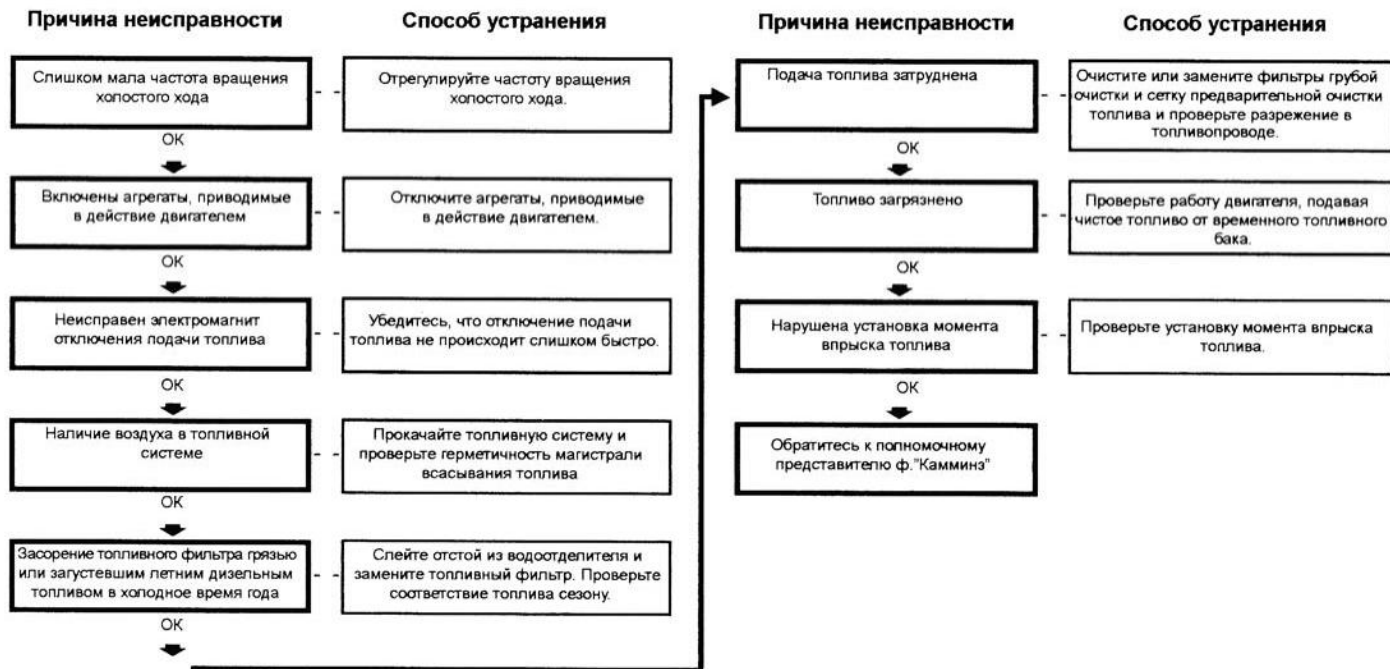 Причина неисправности
Способ устранения
Слишком мала частота вращения
холостого хода
Отрегулируйте частоту вращения
холостого хода.
ОК
Включены агрегаты, приводимые
в действие двигателем
Отключите агрегаты, приводимые
в действие двигателем.
ОК
Неисправен электромагнит
отключения подачи топлива
Убедитесь, что отключение подачи
топлива не происходит слишком быстро.
ОК
Наличие воздуха в топливной
системе
Прокачайте топливную систему и
проверьте герметичность магистрали
всасывания топлива
ОК
Засорение топливного фильтра грязью
или загустевшим летним дизельным
топливом в холодное время года
Слейте отстой из водоотделителя и
замените топливный фильтр. Проверьте
соответствие топлива сезону.
ОК
Причина неисправности
Способ устранения
Подача топлива затруднена
Очистите или замените фильтры грубой
очистки и сетку предварительной очистки
топлива и проверьте разрежение в
топливопроводе.
ОК
Топливо загрязнено
Проверьте работу двигателя, подавая
чистое топливо от временного топливного
бака.
ОК
Нарушена установка момента
впрыска топлива
Проверьте установку момента впрыска
топлива.
ОК
Обратитесь к полномочному
представителю ф."Камминз"